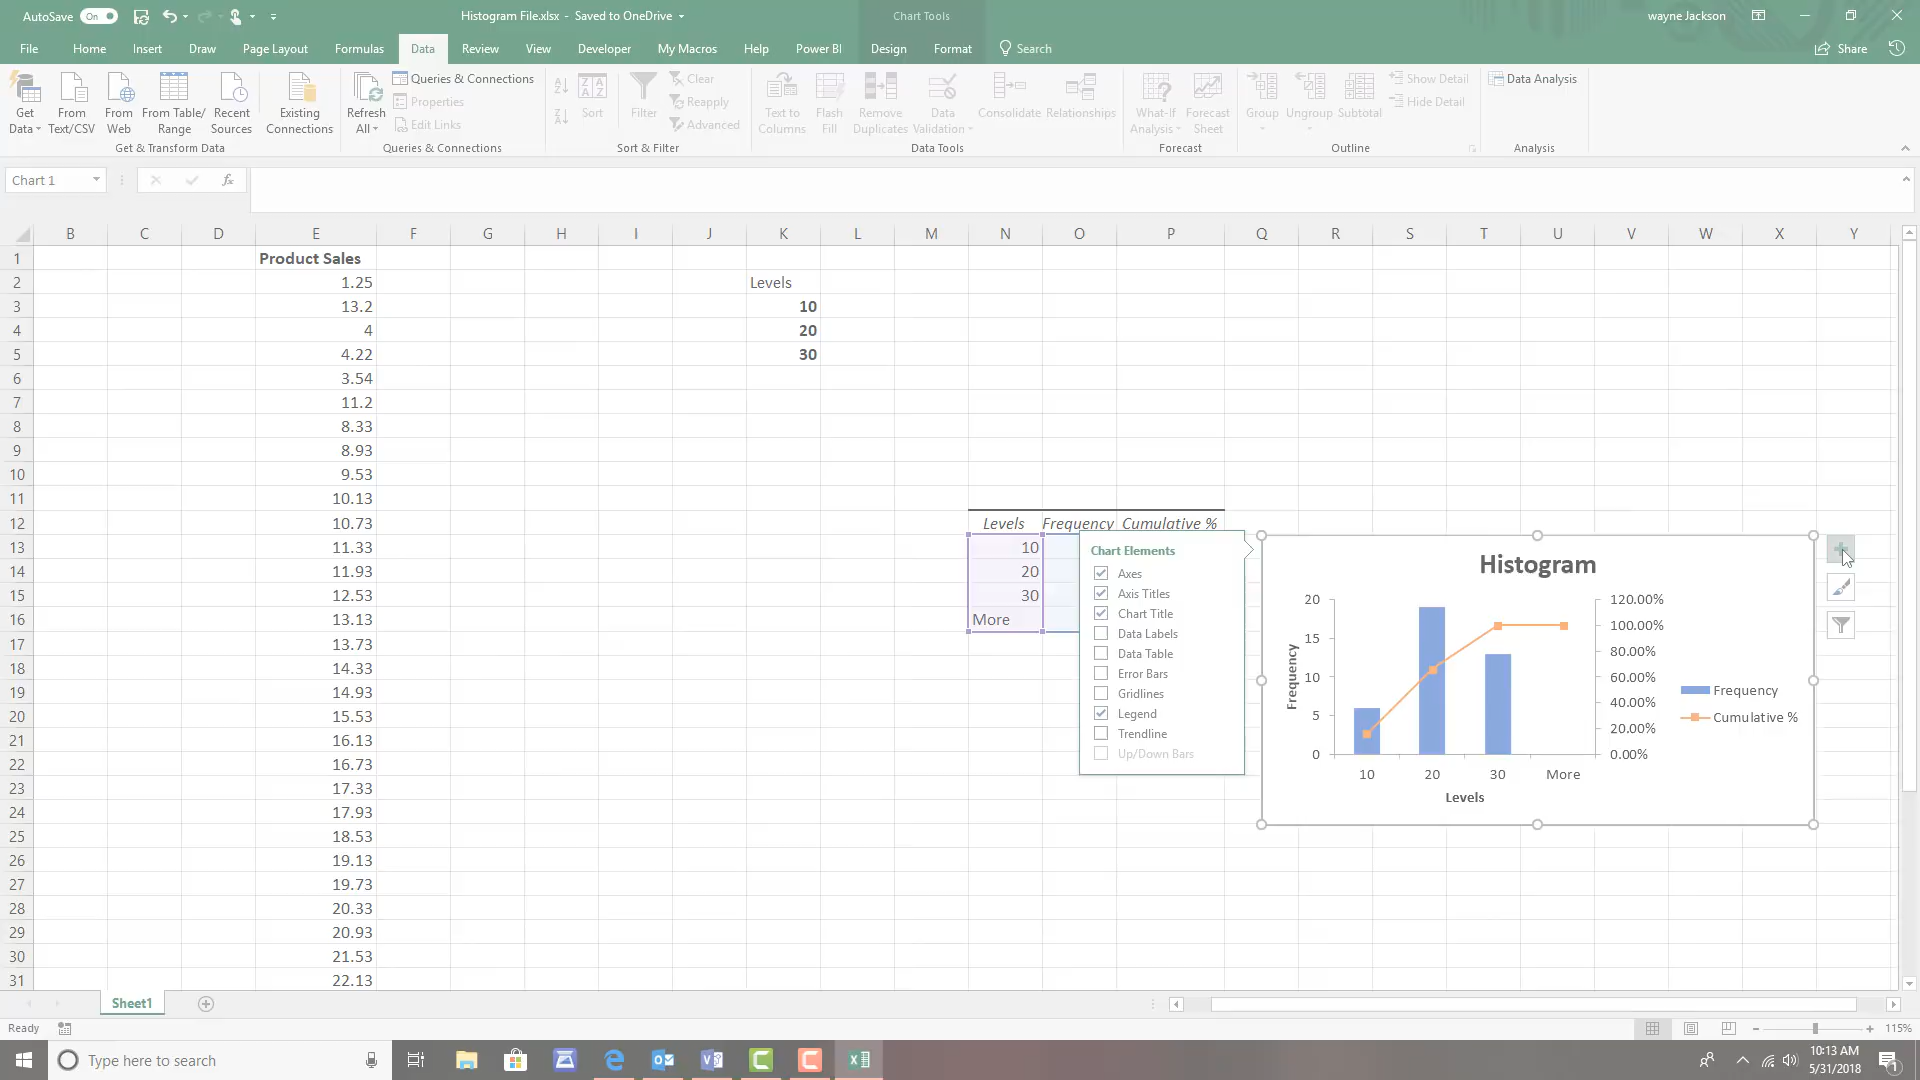 AutoSave On Histogram File.xlsx - Saved to OneDrive Chart Tools wayne Jackson
File Home Insert Draw Page Layout Formulas Data Review View Developer My Macros Help Power BI Design Format Search Share
Get Data
From Text/CSV
From Web
From Table/ Range
Recent Sources
Existing Connections
Get & Transform Data
Refresh All
Queries & Connections
Properties
Edit Links
Queries & Connections
Sort
Filter
Clear
Reapply
Advanced
Sort & Filter
Text to Columns
Flash Fill
Remove Duplicates
Data Validation
Consolidate
Relationships
Data Tools
What-If Analysis
Forecast Sheet
Forecast
Group
Ungroup
Subtotal
Show Detail
Hide Detail
Outline
Data Analysis
Analysis
Chart 1 fx
B C D E F G H I J K L M N O P Q R S T U V W X Y
1 Product Sales
2 1.25 Levels
3 13.2 10
4 4 20
5 4.22 30
6 3.54
7 11.2
8 8.33
9 8.93
10 9.53
11 10.13
12 10.73 Levels Frequency Cumulative %
13 11.33 10
14 11.93 20
15 12.53 30
16 13.13 More
17 13.73
18 14.33
19 14.93
20 15.53
21 16.13
22 16.73
23 17.33
24 17.93
25 18.53
26 19.13
27 19.73
28 20.33
29 20.93
30 21.53
31 22.13
Chart Elements
Axes
Axis Titles
Chart Title
Data Labels
Data Table
Error Bars
Gridlines
Legend
Trendline
Up/Down Bars
Histogram
20 120.00%
100.00%
15
80.00%
10 60.00%
40.00%
5
20.00%
0 0.00%
Frequency
10 20 30 More
Levels
Frequency
Cumulative %
Sheet1
Ready 115%
Type here to search
10:13 AM
5/31/2018
1